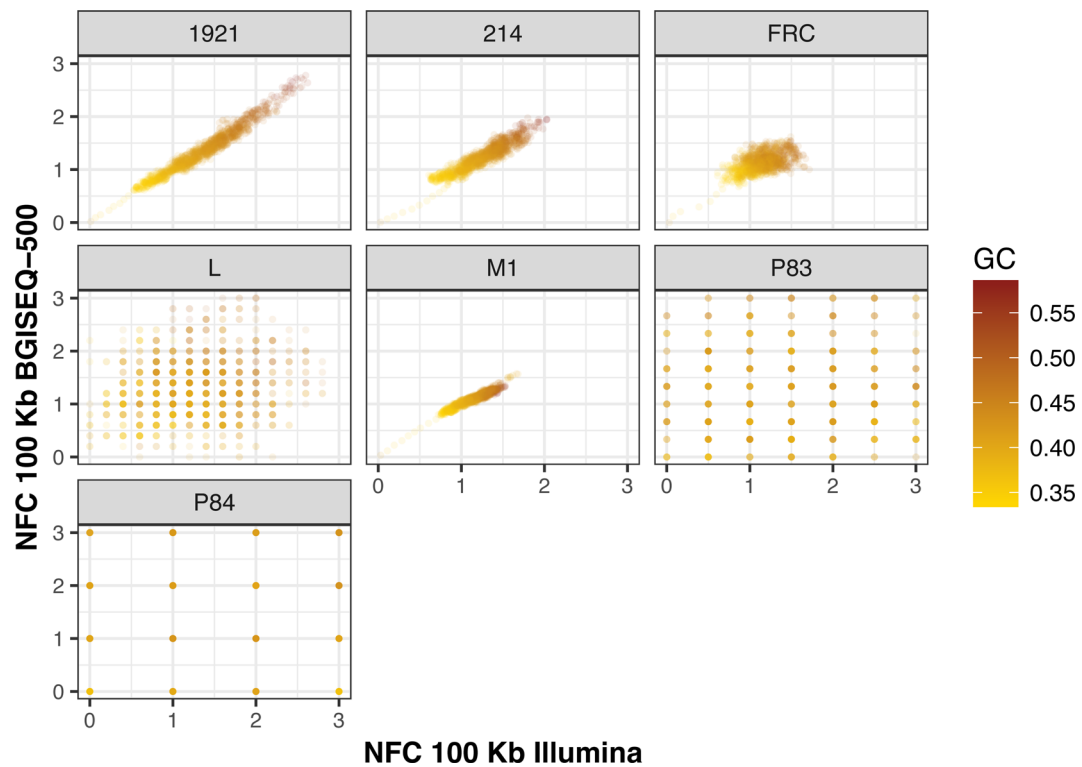 1921 214 FRC
3
2
1
0
L M1 P83
3
2
1
0
0 1 2 3 0 1 2 3
P84
3
2
1
0
0 1 2 3
NFC 100 Kb BGISEQ−500
NFC 100 Kb Illumina
GC
0.55
0.50
0.45
0.40
0.35